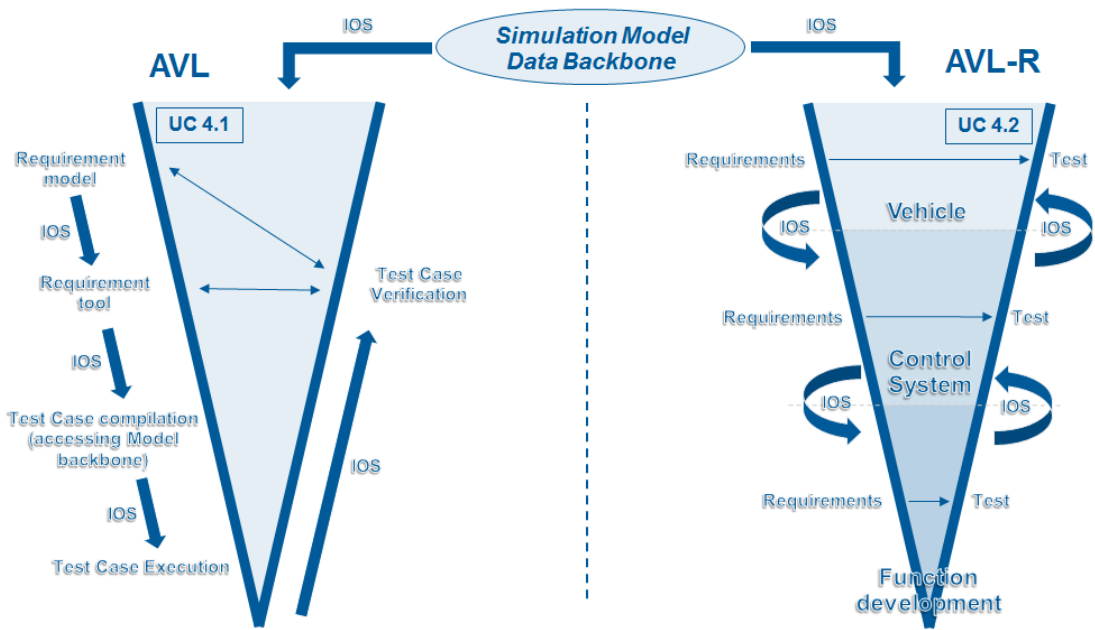 IOS
Simulation Model
Data Backbone
IOS
AVL
AVL-R
UC 4.1
Requirement
model
IOS
Requirement
tool
IOS
Test Case compilation
(accessing Model
backbone)
IOS
Test Case Execution
Test Case
Verification
IOS
UC 4.2
Requirements
Test
Vehicle
IOS
IOS
Requirements
Test
Control
System
IOS
IOS
Requirements
Test
Function
development